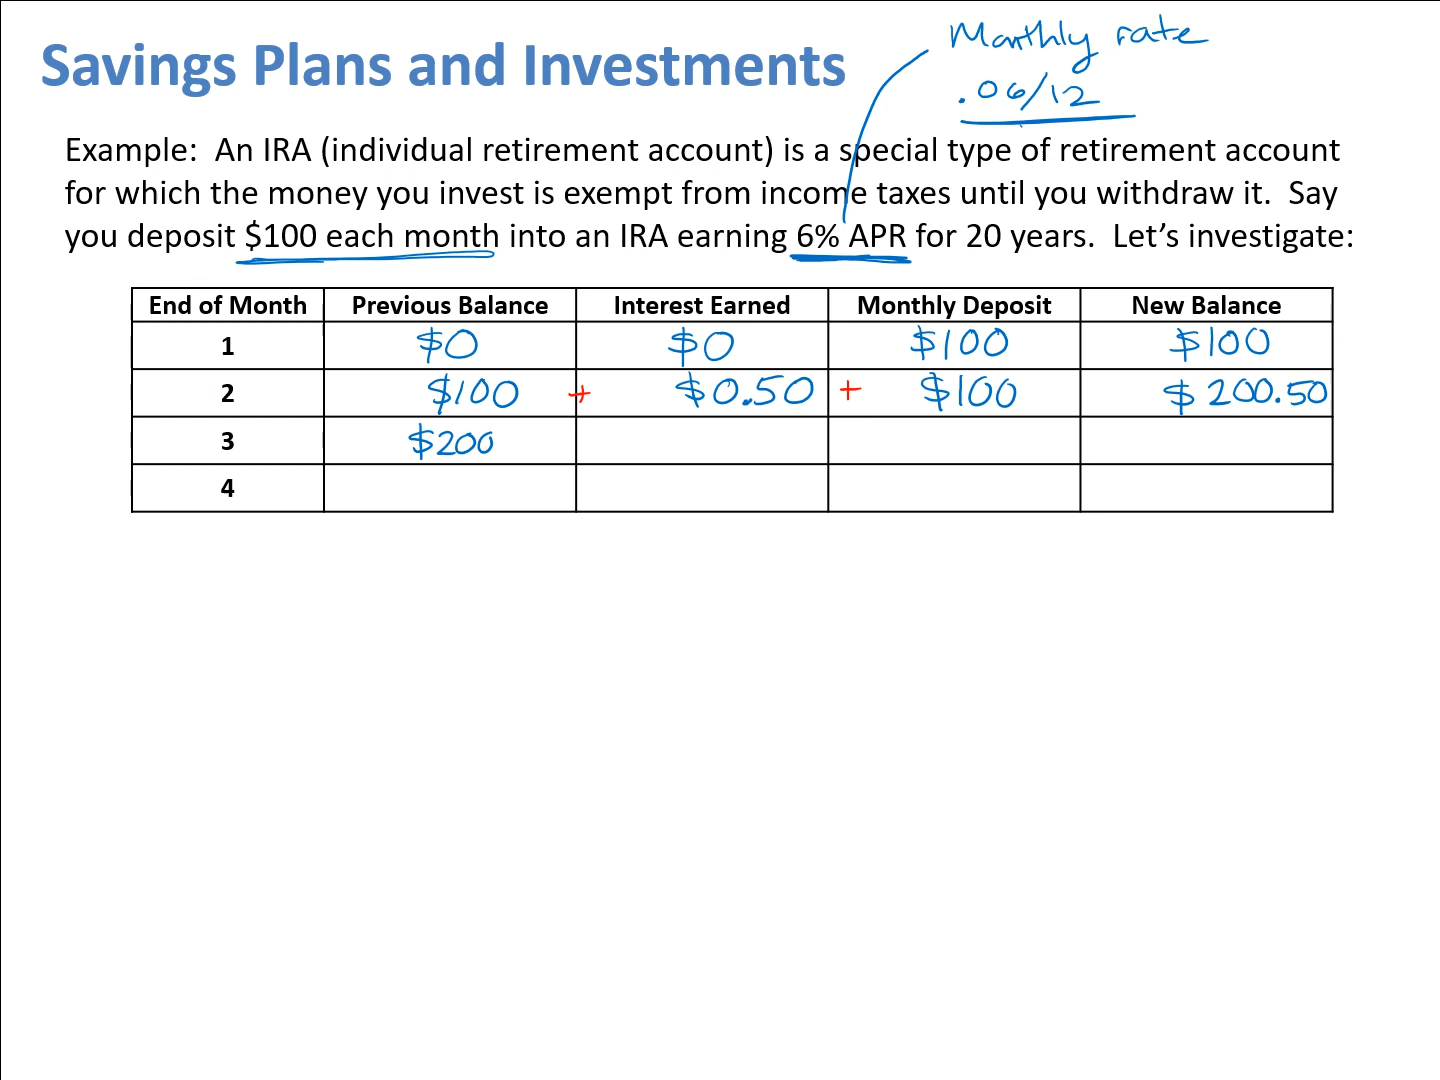 Monthly rate
.06/12
Savings Plans and Investments
Example: An IRA (individual retirement account) is a special type of retirement account
for which the money you invest is exempt from income taxes until you withdraw it. Say
you deposit $100 each month into an IRA earning 6% APR for 20 years. Let's investigate:
End of Month Previous Balance Interest Earned Monthly Deposit New Balance
1 $0 $0 $100 $100
2 $100 + $0.50 + $100 $200.50
3 $200
4